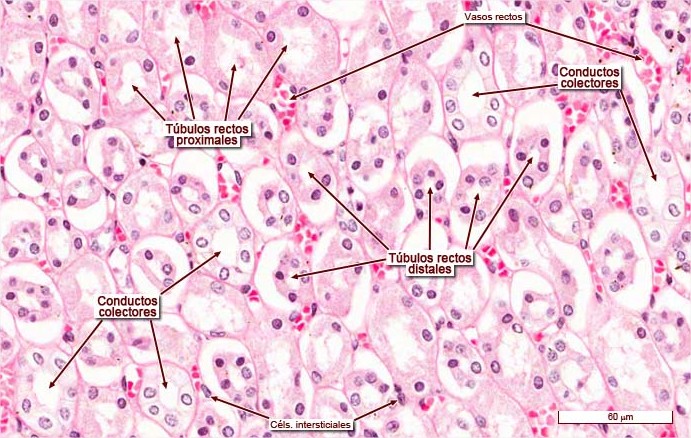 Vasos rectos
Conductos
colectores
Túbulos rectos
proximales
Túbulos rectos
distales
Conductos
colectores
Céls. intersticiales
60 µm